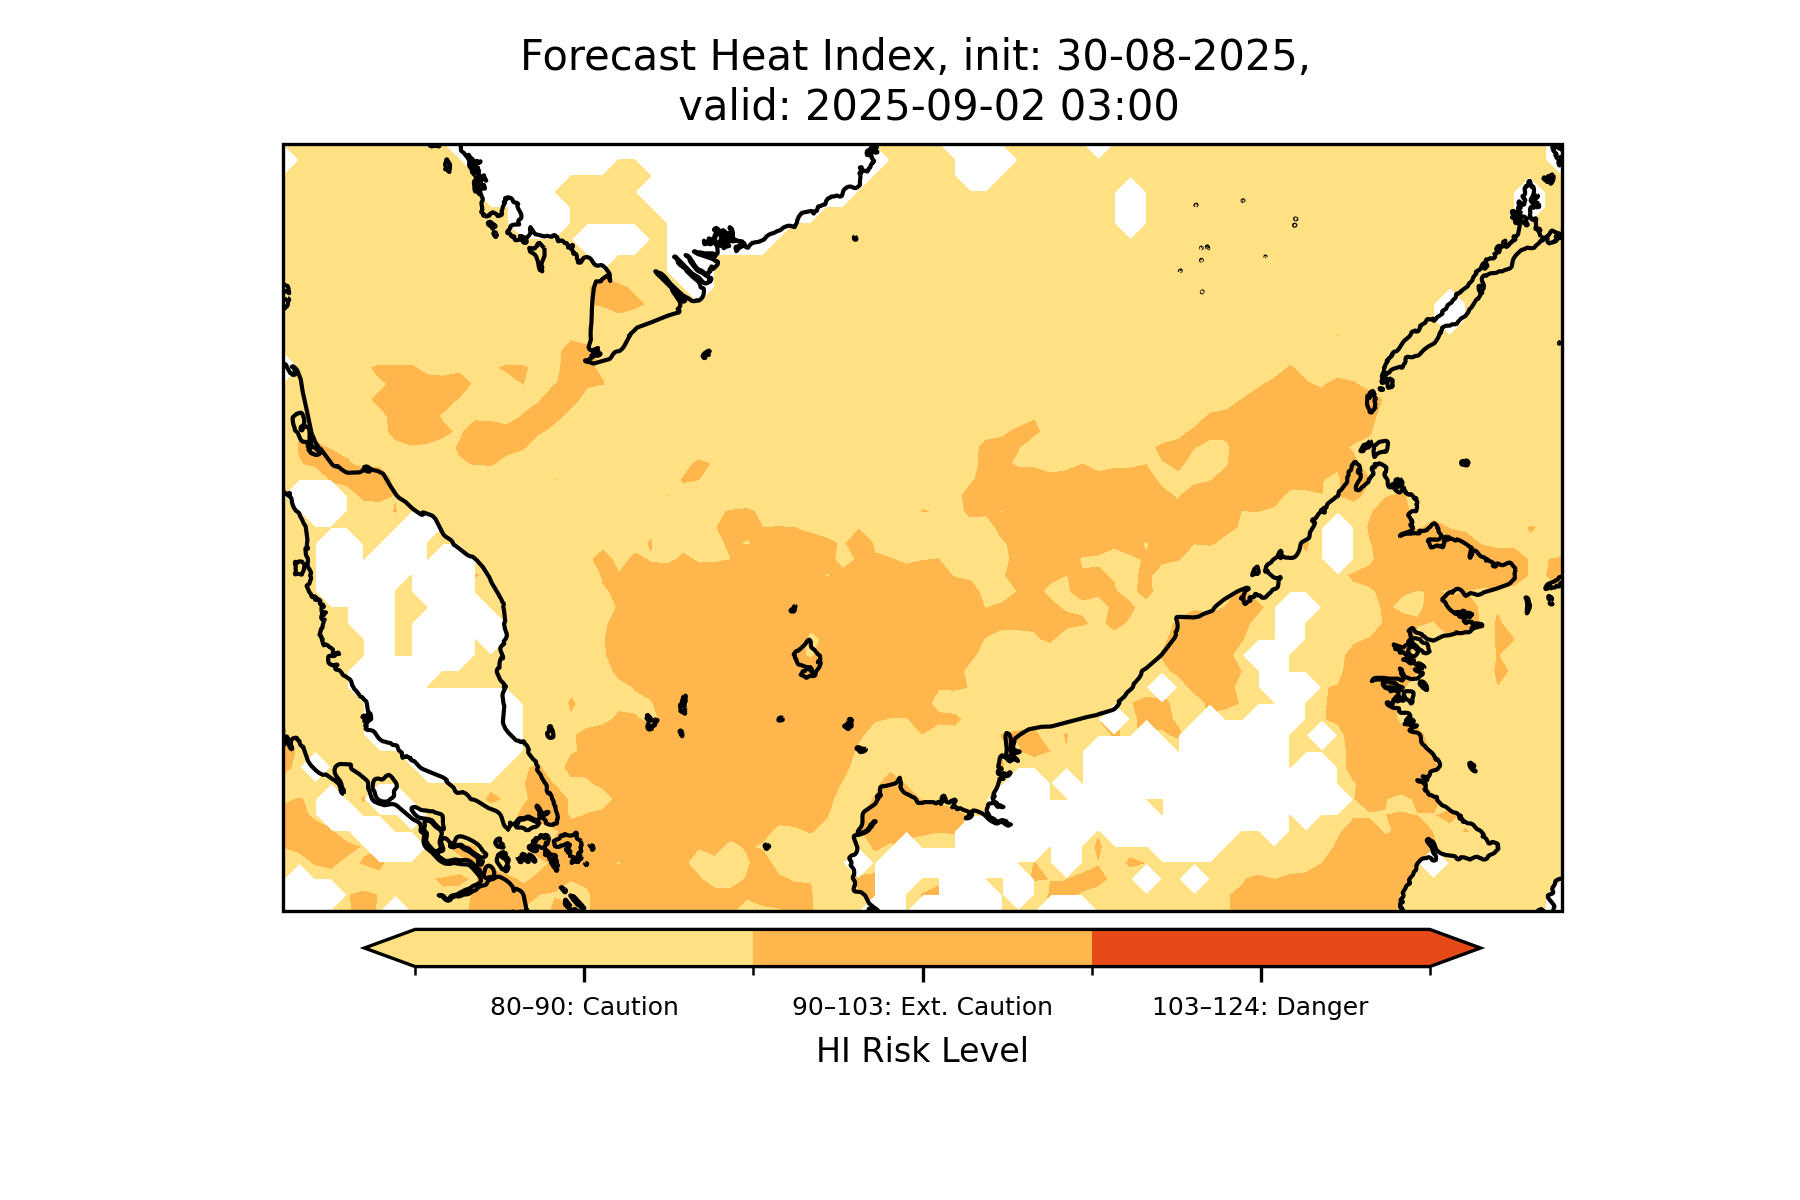 Forecast Heat Index, init: 30-08-2025,
valid: 2025-09-02 03:00
80–90: Caution
90–103: Ext. Caution
103–124: Danger
HI Risk Level